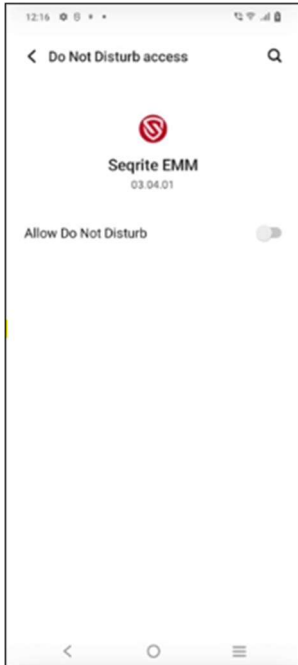 12:16
Do Not Disturb access
Seqrite EMM
03.04.01
Allow Do Not Disturb